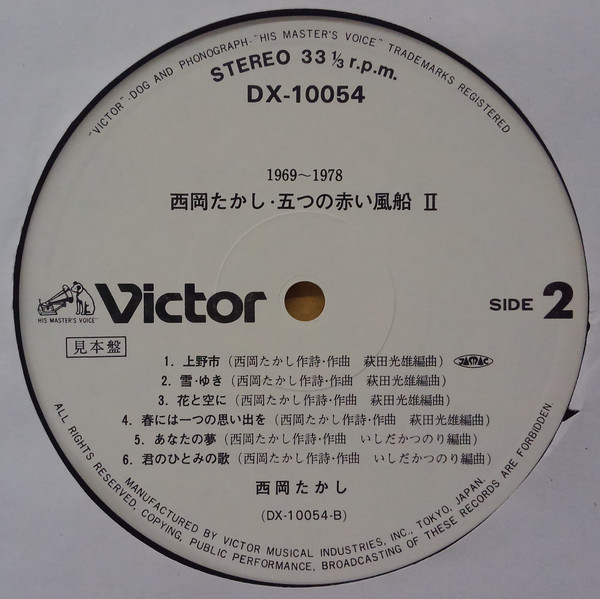 "VICTOR"-DOG AND PHONOGRAPH-"HIS MASTER'S VOICE" TRADEMARKS REGISTERED
STEREO 33 1/3 r.p.m.
DX-10054
1969〜1978
西岡たかし・五つの赤い風船 II
HIS MASTER'S VOICE"
Victor
SIDE 2
見本盤
1. 上野市 (西岡たかし作詩・作曲 萩田光雄編曲) JASRAC
2. 雪・ゆき (西岡たかし作詩・作曲 萩田光雄編曲)
3. 花と空に (西岡たかし作詩・作曲 萩田光雄編曲)
4. 春には一つの思い出を (西岡たかし作詩・作曲 萩田光雄編曲)
5. あなたの夢 (西岡たかし作詩・作曲 いしだかつのり編曲)
6. 君のひとみの歌 (西岡たかし作詩・作曲 いしだかつのり編曲)
西岡たかし
(DX-10054-B)
MANUFACTURED BY VICTOR MUSICAL INDUSTRIES, INC., TOKYO, JAPAN.
ALL RIGHTS RESERVED, COPYING, PUBLIC PERFORMANCE, BROADCASTING OF THESE RECORDS ARE FORBIDDEN.